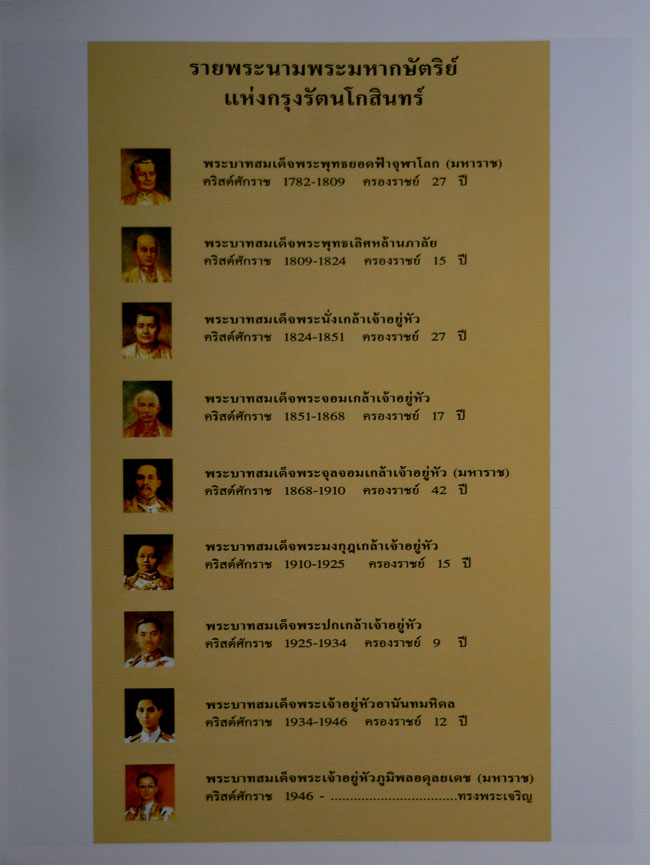 รายพระนามพระมหากษัตริย์
แห่งกรุงรัตนโกสินทร์
พระบาทสมเด็จพระพุทธยอดฟ้าจุฬาโลก (มหาราช)
คริสต์ศักราช 1782-1809 ครองราชย์ 27 ปี
พระบาทสมเด็จพระพุทธเลิศหล้านภาลัย
คริสต์ศักราช 1809-1824 ครองราชย์ 15 ปี
พระบาทสมเด็จพระนั่งเกล้าเจ้าอยู่หัว
คริสต์ศักราช 1824-1851 ครองราชย์ 27 ปี
พระบาทสมเด็จพระจอมเกล้าเจ้าอยู่หัว
คริสต์ศักราช 1851-1868 ครองราชย์ 17 ปี
พระบาทสมเด็จพระจุลจอมเกล้าเจ้าอยู่หัว (มหาราช)
คริสต์ศักราช 1868-1910 ครองราชย์ 42 ปี
พระบาทสมเด็จพระมงกุฎเกล้าเจ้าอยู่หัว
คริสต์ศักราช 1910-1925 ครองราชย์ 15 ปี
พระบาทสมเด็จพระปกเกล้าเจ้าอยู่หัว
คริสต์ศักราช 1925-1934 ครองราชย์ 9 ปี
พระบาทสมเด็จพระเจ้าอยู่หัวอานันทมหิดล
คริสต์ศักราช 1934-1946 ครองราชย์ 12 ปี
พระบาทสมเด็จพระเจ้าอยู่หัวภูมิพลอดุลยเดช (มหาราช)
คริสต์ศักราช 1946 - .................................ทรงพระเจริญ